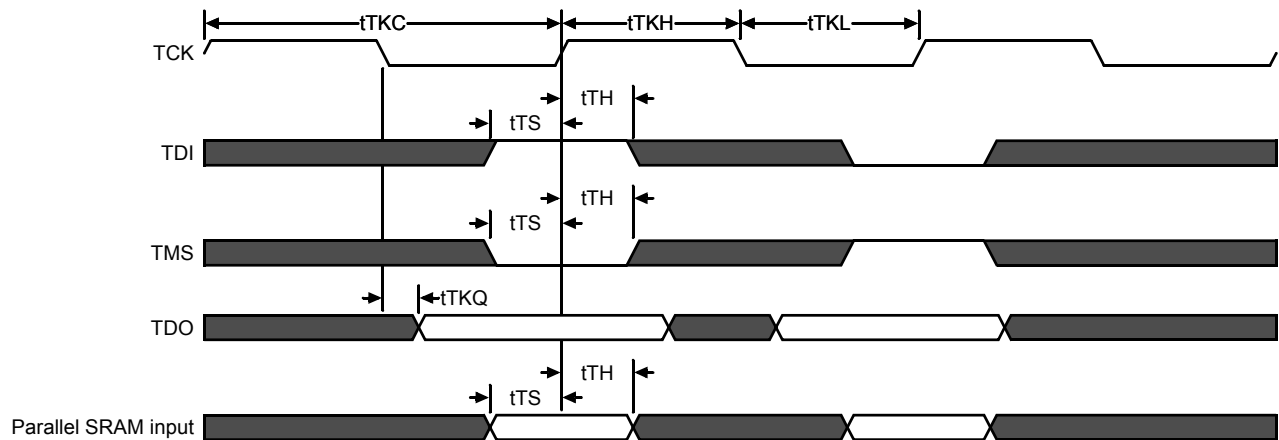 tTKC tTKH tTKL
TCK
tTH
tTS
TDI
tTH
tTS
TMS
tTKQ
TDO
tTH
tTS
Parallel SRAM input